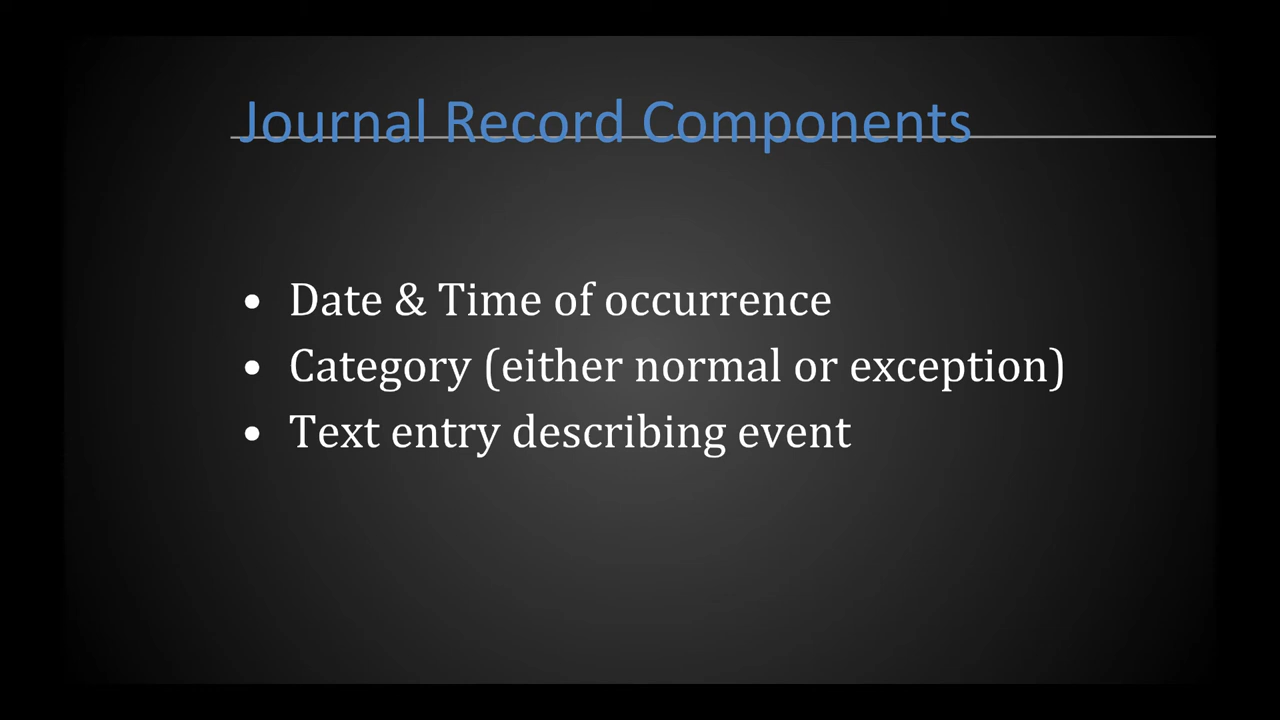 Journal Record Components
• Date & Time of occurrence
• Category (either normal or exception)
• Text entry describing event